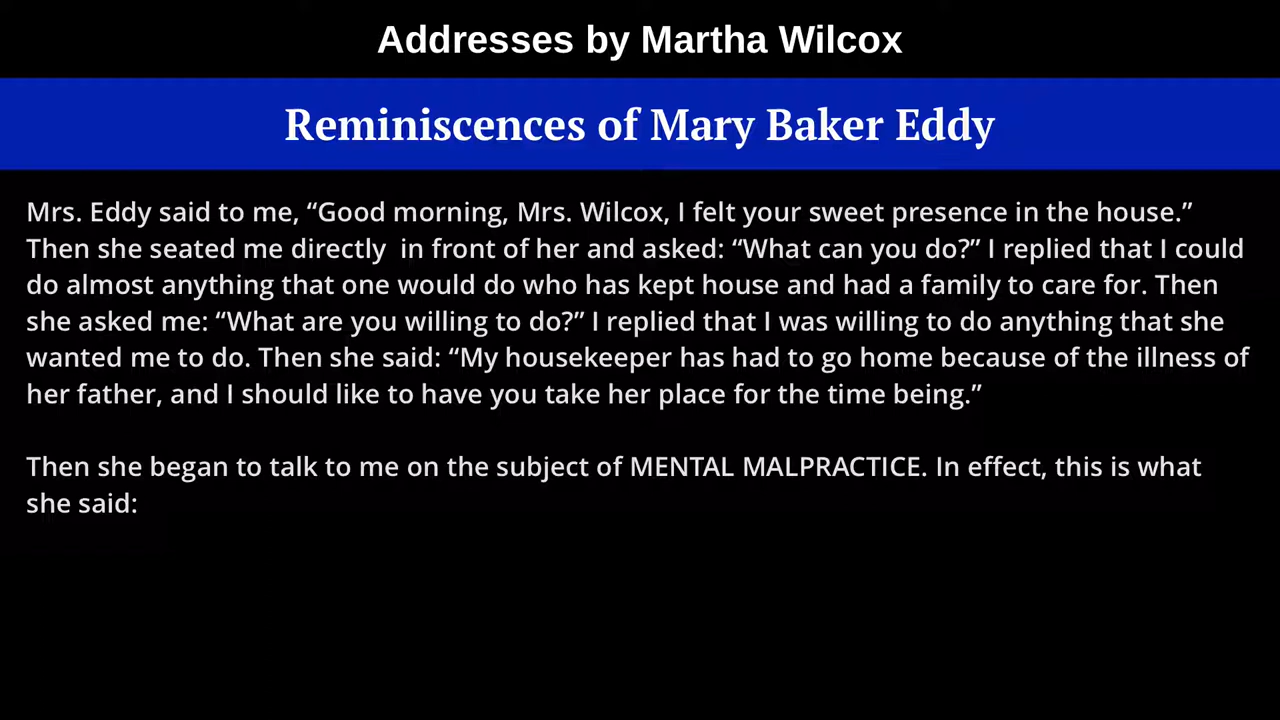 Addresses by Martha Wilcox
Reminiscences of Mary Baker Eddy
Mrs. Eddy said to me, “Good morning, Mrs. Wilcox, I felt your sweet presence in the house.”
Then she seated me directly  in front of her and asked: “What can you do?” I replied that I could
do almost anything that one would do who has kept house and had a family to care for. Then
she asked me: “What are you willing to do?” I replied that I was willing to do anything that she
wanted me to do. Then she said: “My housekeeper has had to go home because of the illness of
her father, and I should like to have you take her place for the time being.”
Then she began to talk to me on the subject of MENTAL MALPRACTICE. In effect, this is what
she said: